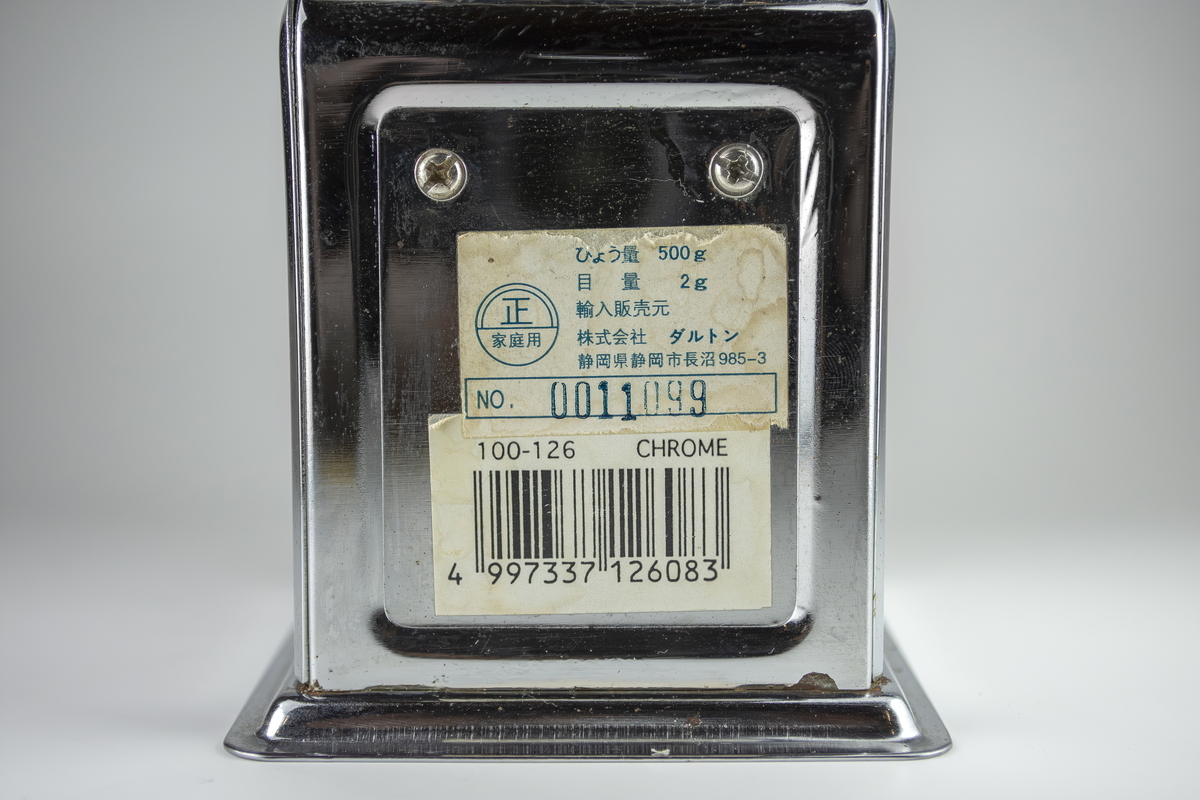 ひょう量 500g
目 量 2g
正
家庭用
輸入販売元
株式会社 ダルトン
静岡県静岡市長沼985-3
NO. 0011099
100-126 CHROME
4 997337 126083